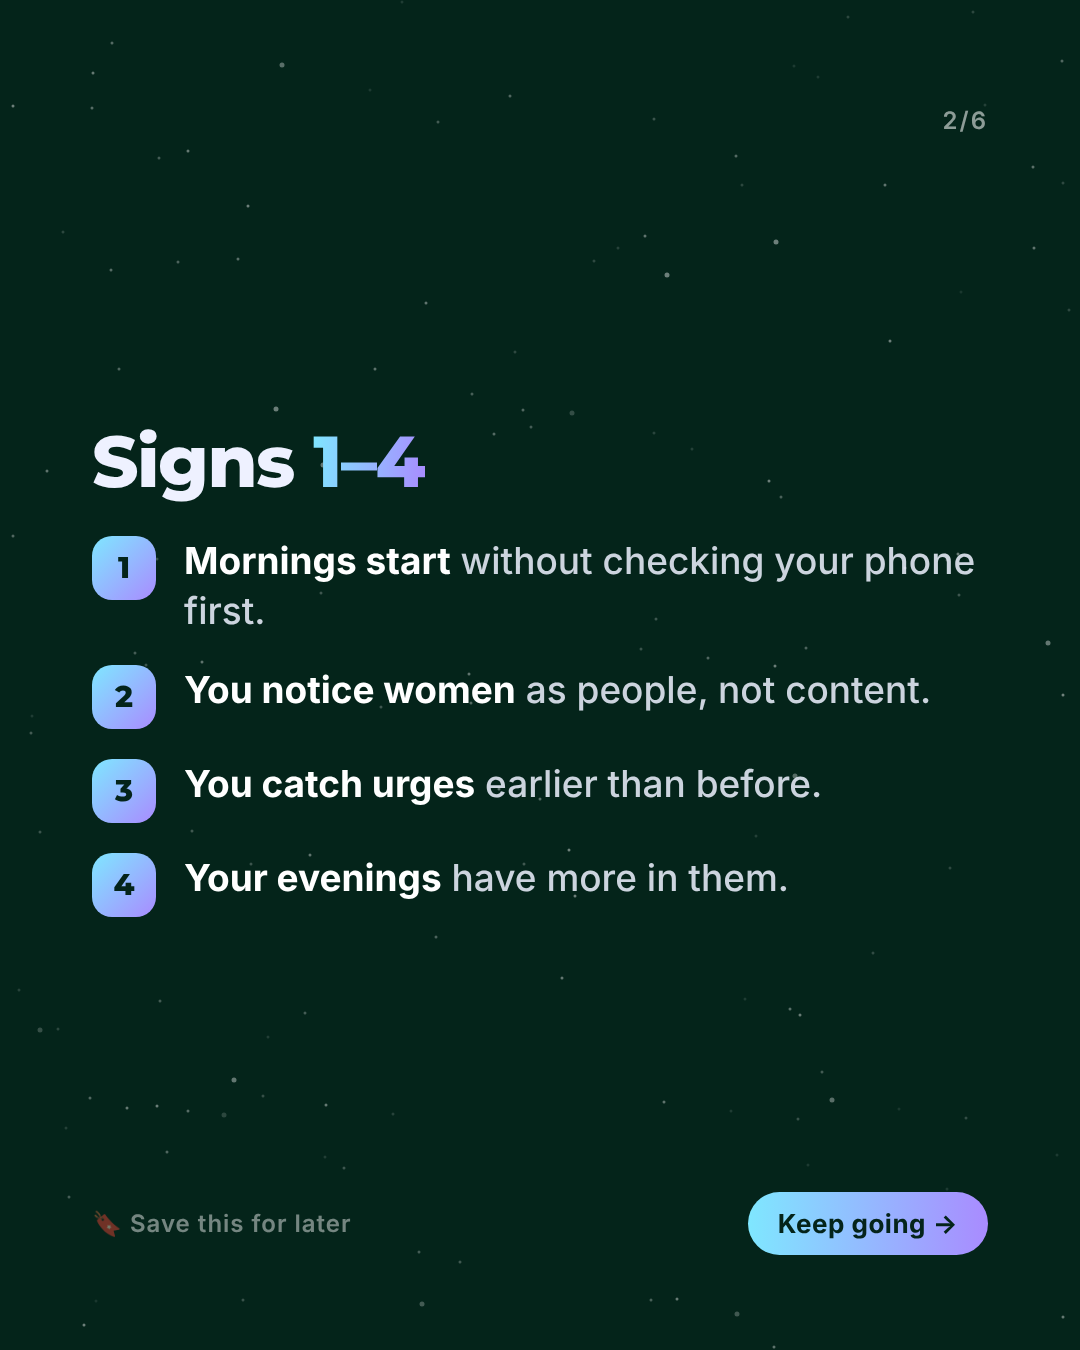 2/6
Signs 1–4
1 Mornings start without checking your phone
first.
2 You notice women as people, not content.
3 You catch urges earlier than before.
4 Your evenings have more in them.
🔖 Save this for later
Keep going →